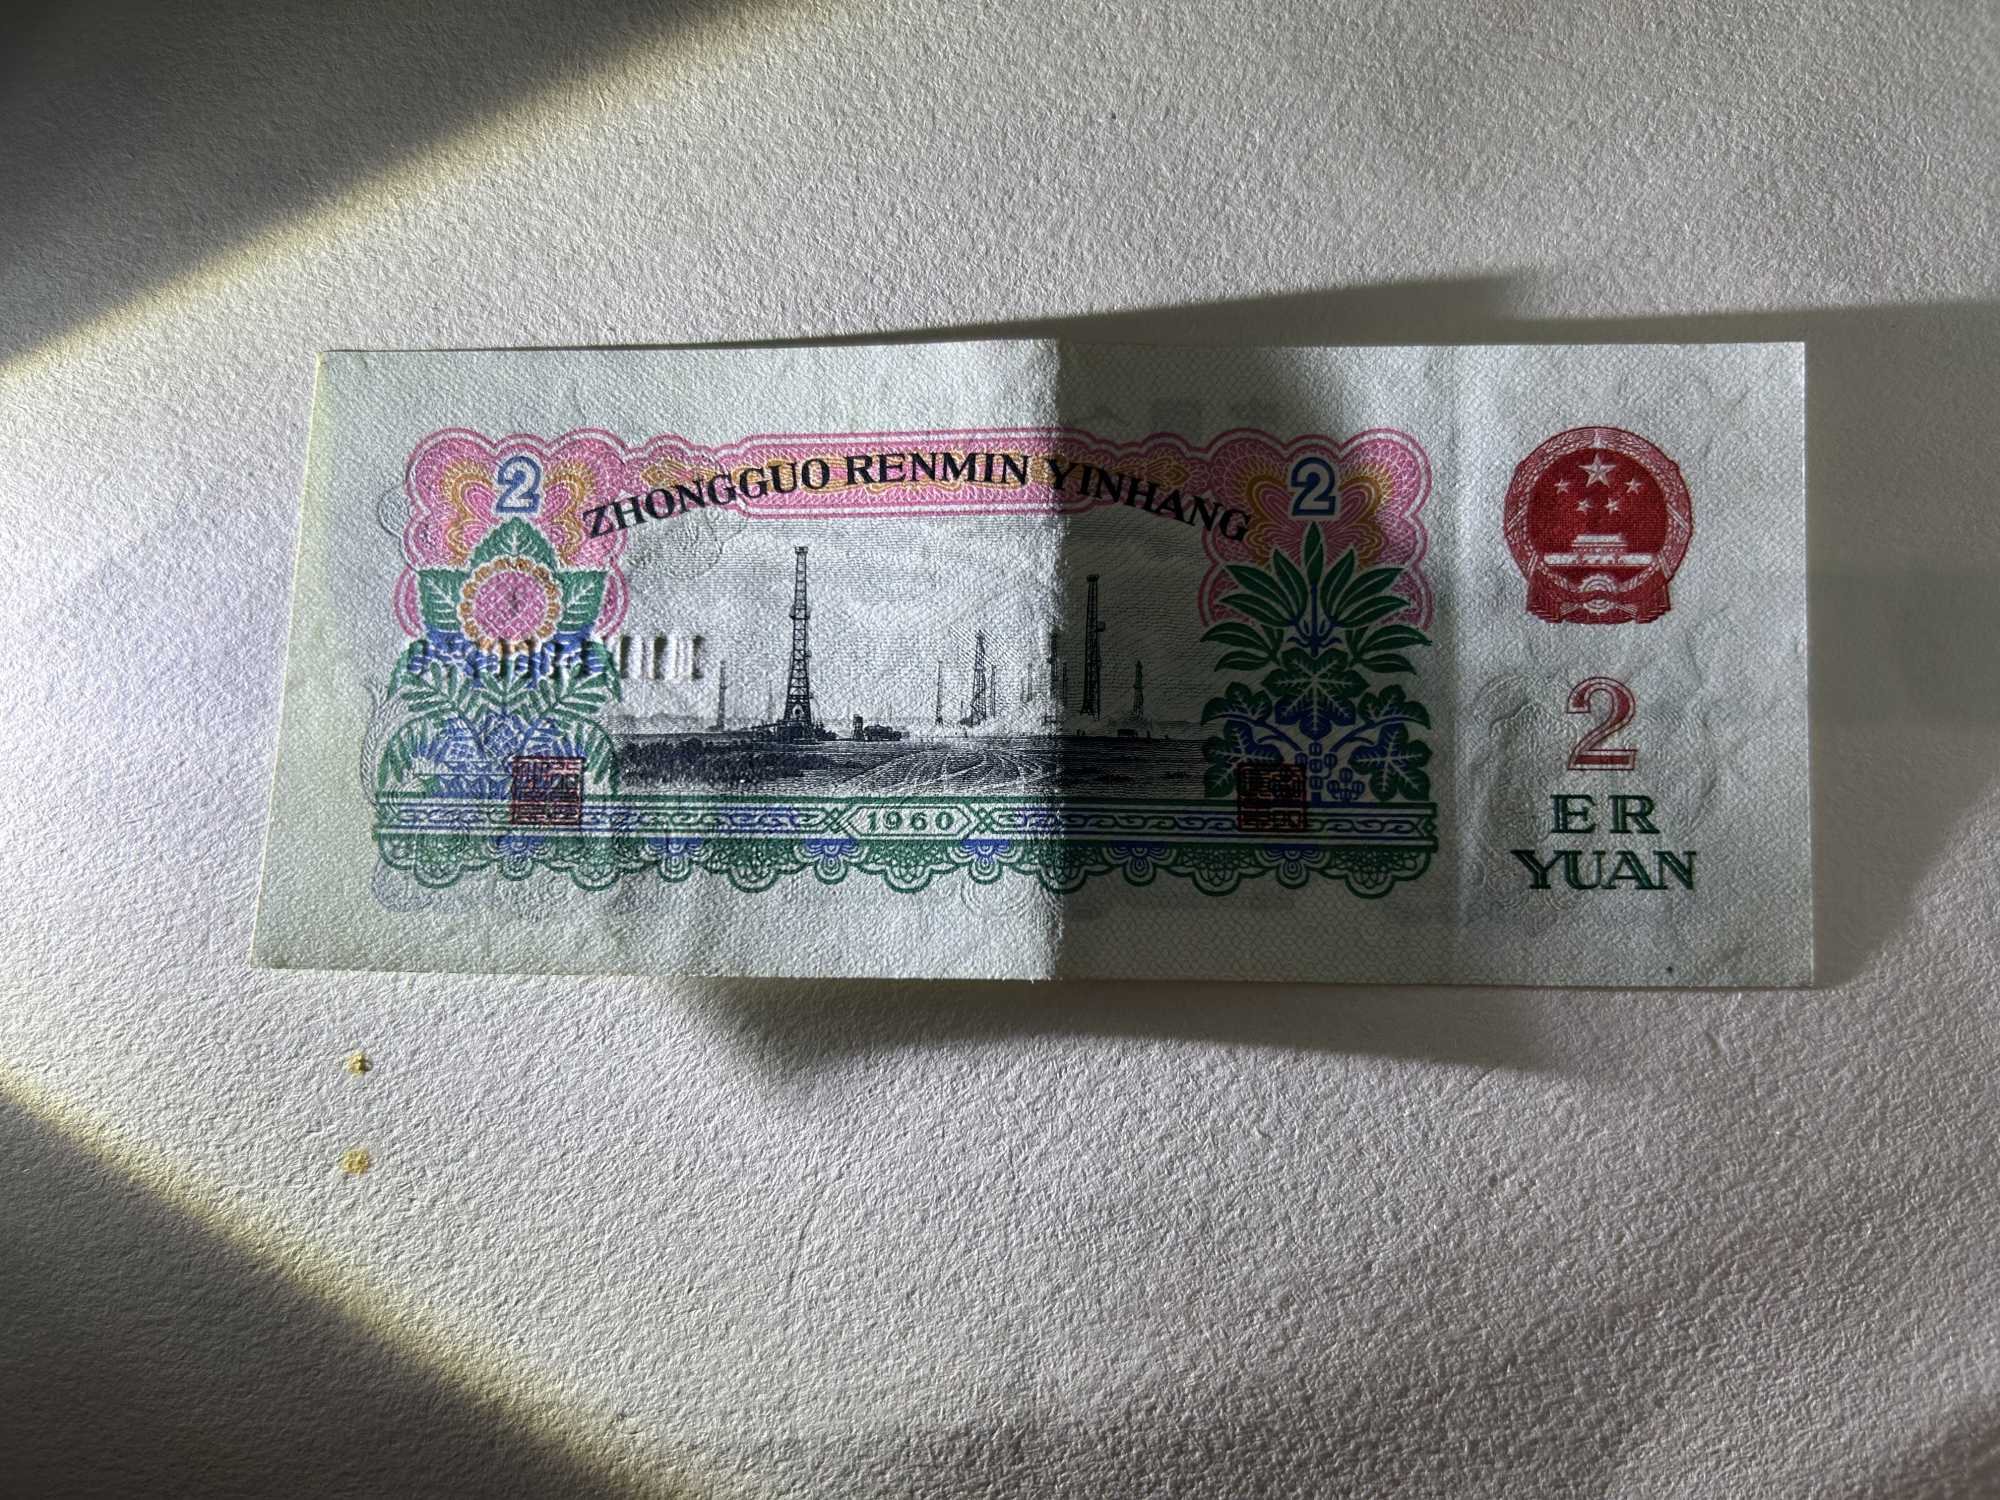 2
ZHONGGUO RENMIN YINHANG
2
1960
2
ER
YUAN